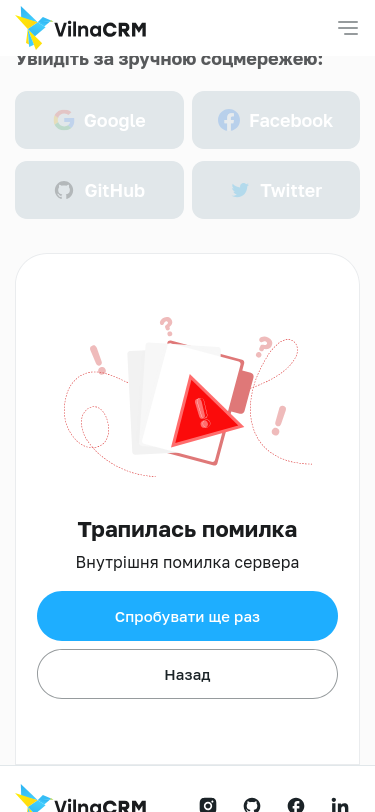 VilnaCRM
Увійдіть за зручною соцмережею:
Google
Facebook
GitHub
Twitter
Трапилась помилка
Внутрішня помилка сервера
Спробувати ще раз
Назад
VilnaCRM